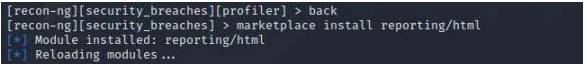 [recon-ng][security_breaches][profiler] > back
[recon-ng][security_breaches] > marketplace install reporting/html
[*] Module installed: reporting/html
[*] Reloading modules...